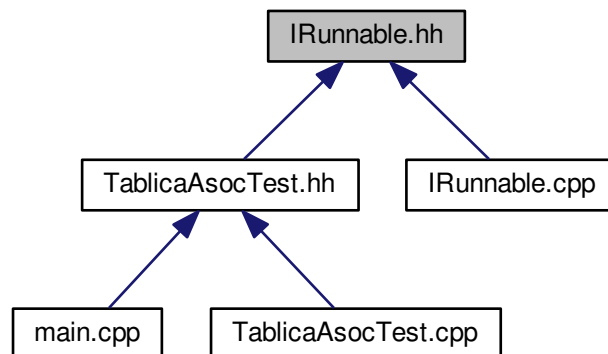 IRunnable.hh
TablicaAsocTest.hh
IRunnable.cpp
main.cpp
TablicaAsocTest.cpp